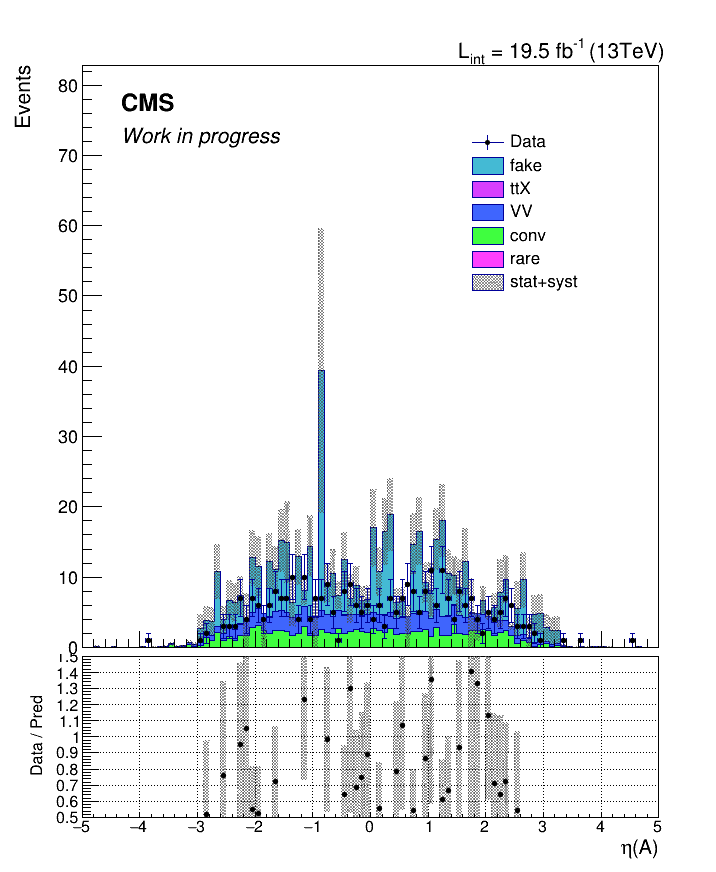 L_int = 19.5 fb^-1 (13TeV)
Events
CMS
Work in progress
Data
fake
ttX
VV
conv
rare
stat+syst
80
70
60
50
40
30
20
10
0
Data / Pred
1.5
1.4
1.3
1.2
1.1
1
0.9
0.8
0.7
0.6
0.5
−5 −4 −3 −2 −1 0 1 2 3 4 5
η(A)